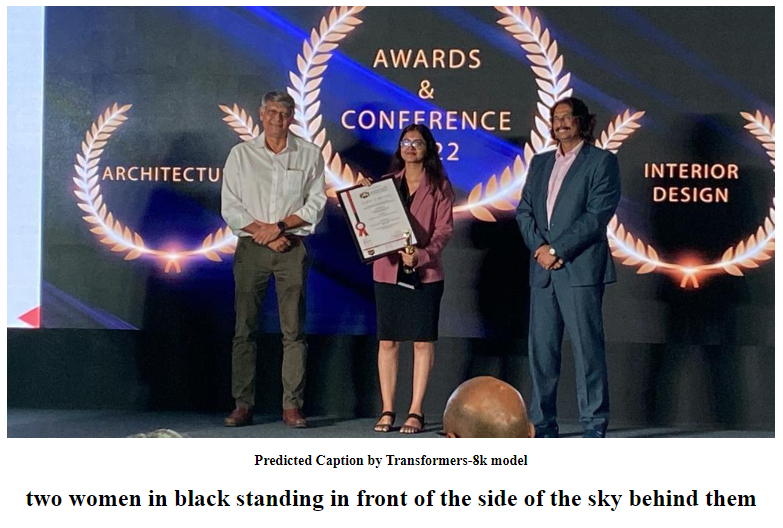 AWARDS
&
CONFERENCE
22
ARCHITECTU
INTERIOR
DESIGN
Predicted Caption by Transformers-8k model
two women in black standing in front of the side of the sky behind them